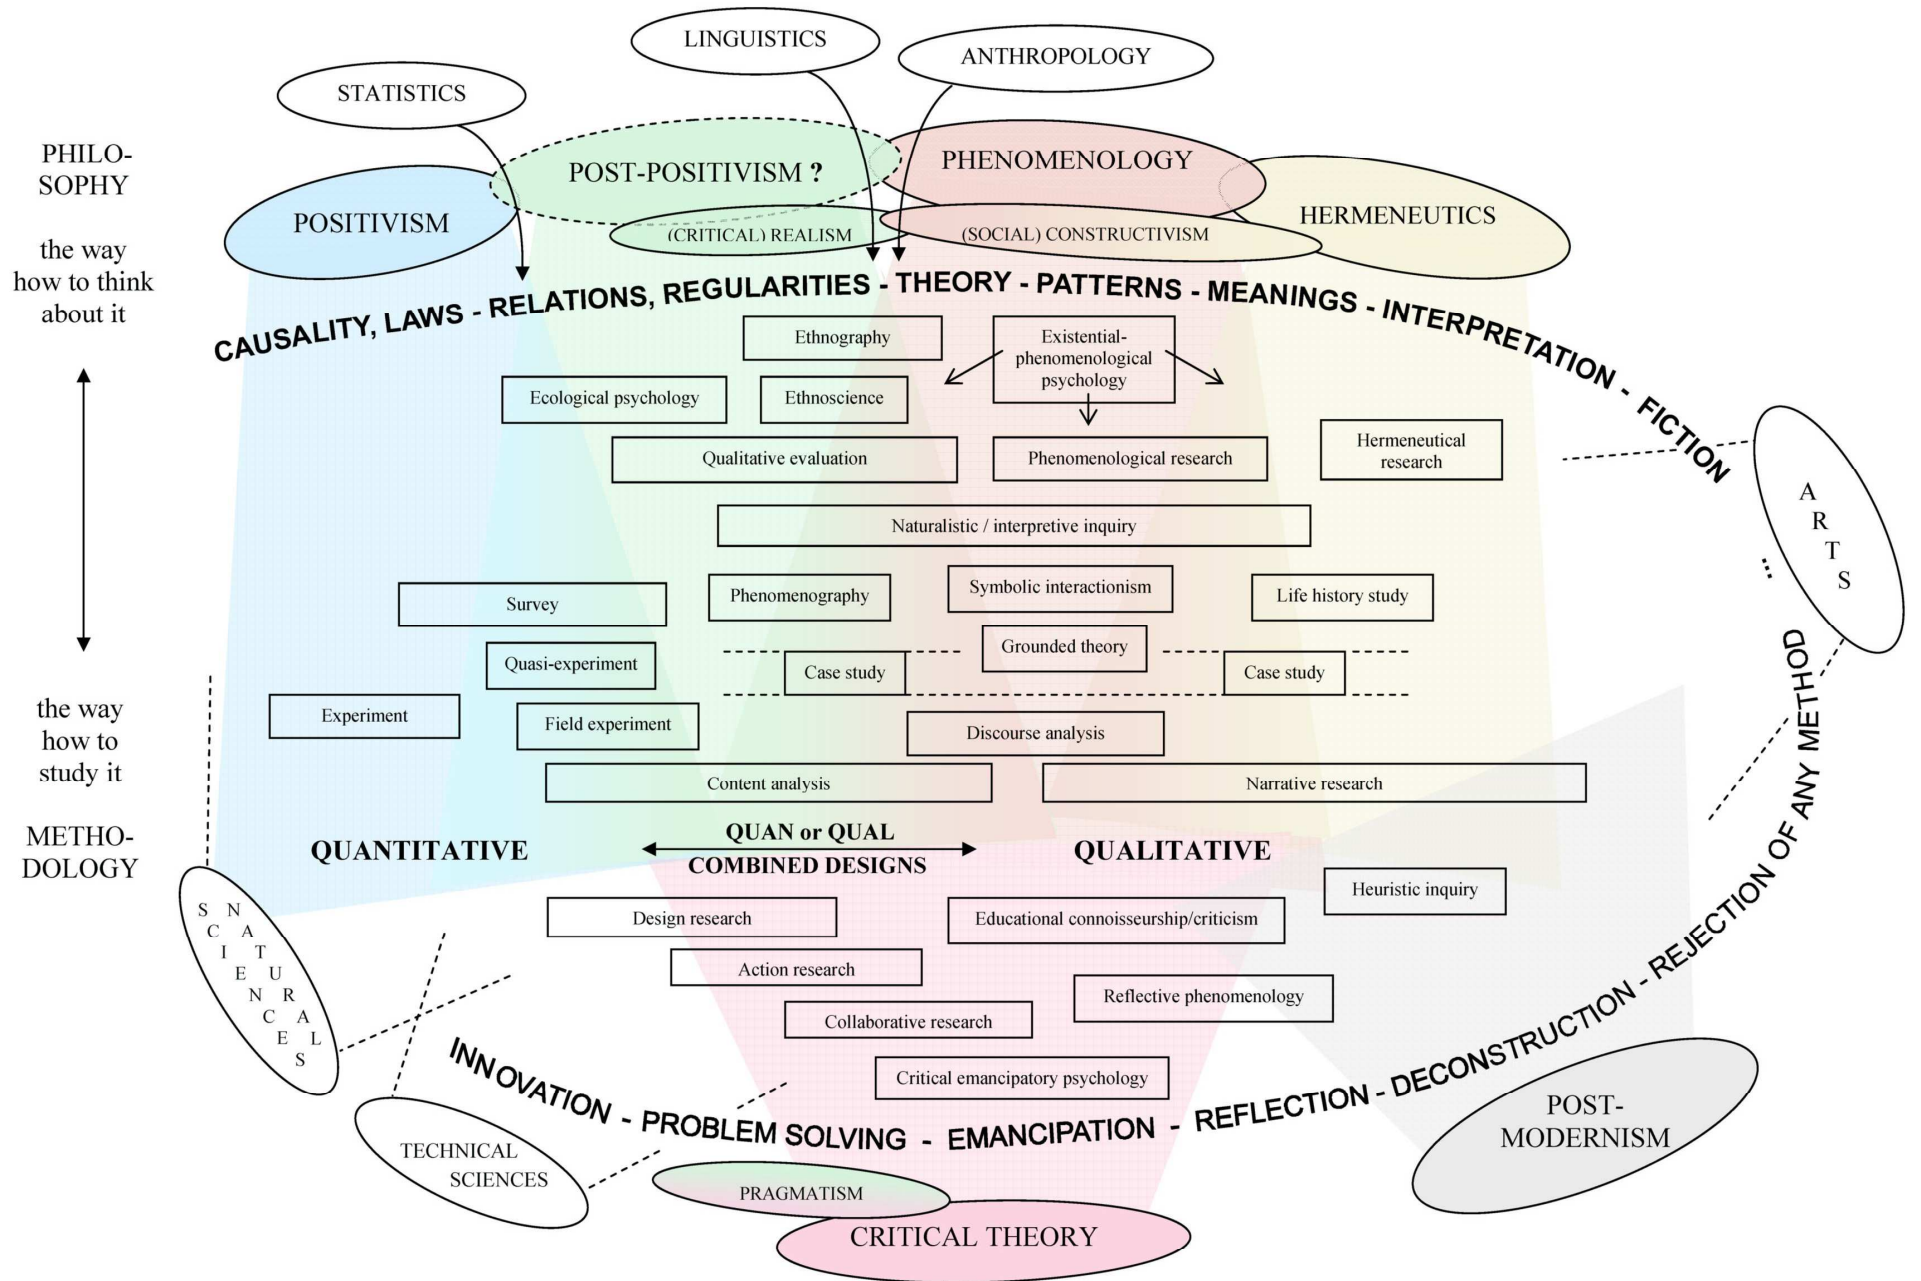 LINGUISTICS
ANTHROPOLOGY
STATISTICS
PHILO-
SOPHY
the way
how to think
about it
POSITIVISM
POST-POSITIVISM ?
PHENOMENOLOGY
HERMENEUTICS
(CRITICAL) REALISM
(SOCIAL) CONSTRUCTIVISM
CAUSALITY, LAWS - RELATIONS, REGULARITIES - THEORY - PATTERNS - MEANINGS - INTERPRETATION - FICTION ...
Ethnography
Existential-
phenomenological
psychology
Ecological psychology
Ethnoscience
Qualitative evaluation
Phenomenological research
Hermeneutical
research
ARTS
Naturalistic / interpretive inquiry
Survey
Phenomenography
Symbolic interactionism
Life history study
Quasi-experiment
Case study
Grounded theory
Case study
Experiment
Field experiment
Discourse analysis
Content analysis
Narrative research
the way
how to
study it
METHO-
DOLOGY
QUANTITATIVE
QUAN or QUAL
COMBINED DESIGNS
QUALITATIVE
NATURAL
SCIENCES
Design research
Educational connoisseurship/criticism
Heuristic inquiry
Action research
Reflective phenomenology
Collaborative research
Critical emancipatory psychology
INNOVATION - PROBLEM SOLVING - EMANCIPATION - REFLECTION - DECONSTRUCTION - REJECTION OF ANY METHOD
TECHNICAL
SCIENCES
PRAGMATISM
CRITICAL THEORY
POST-
MODERNISM